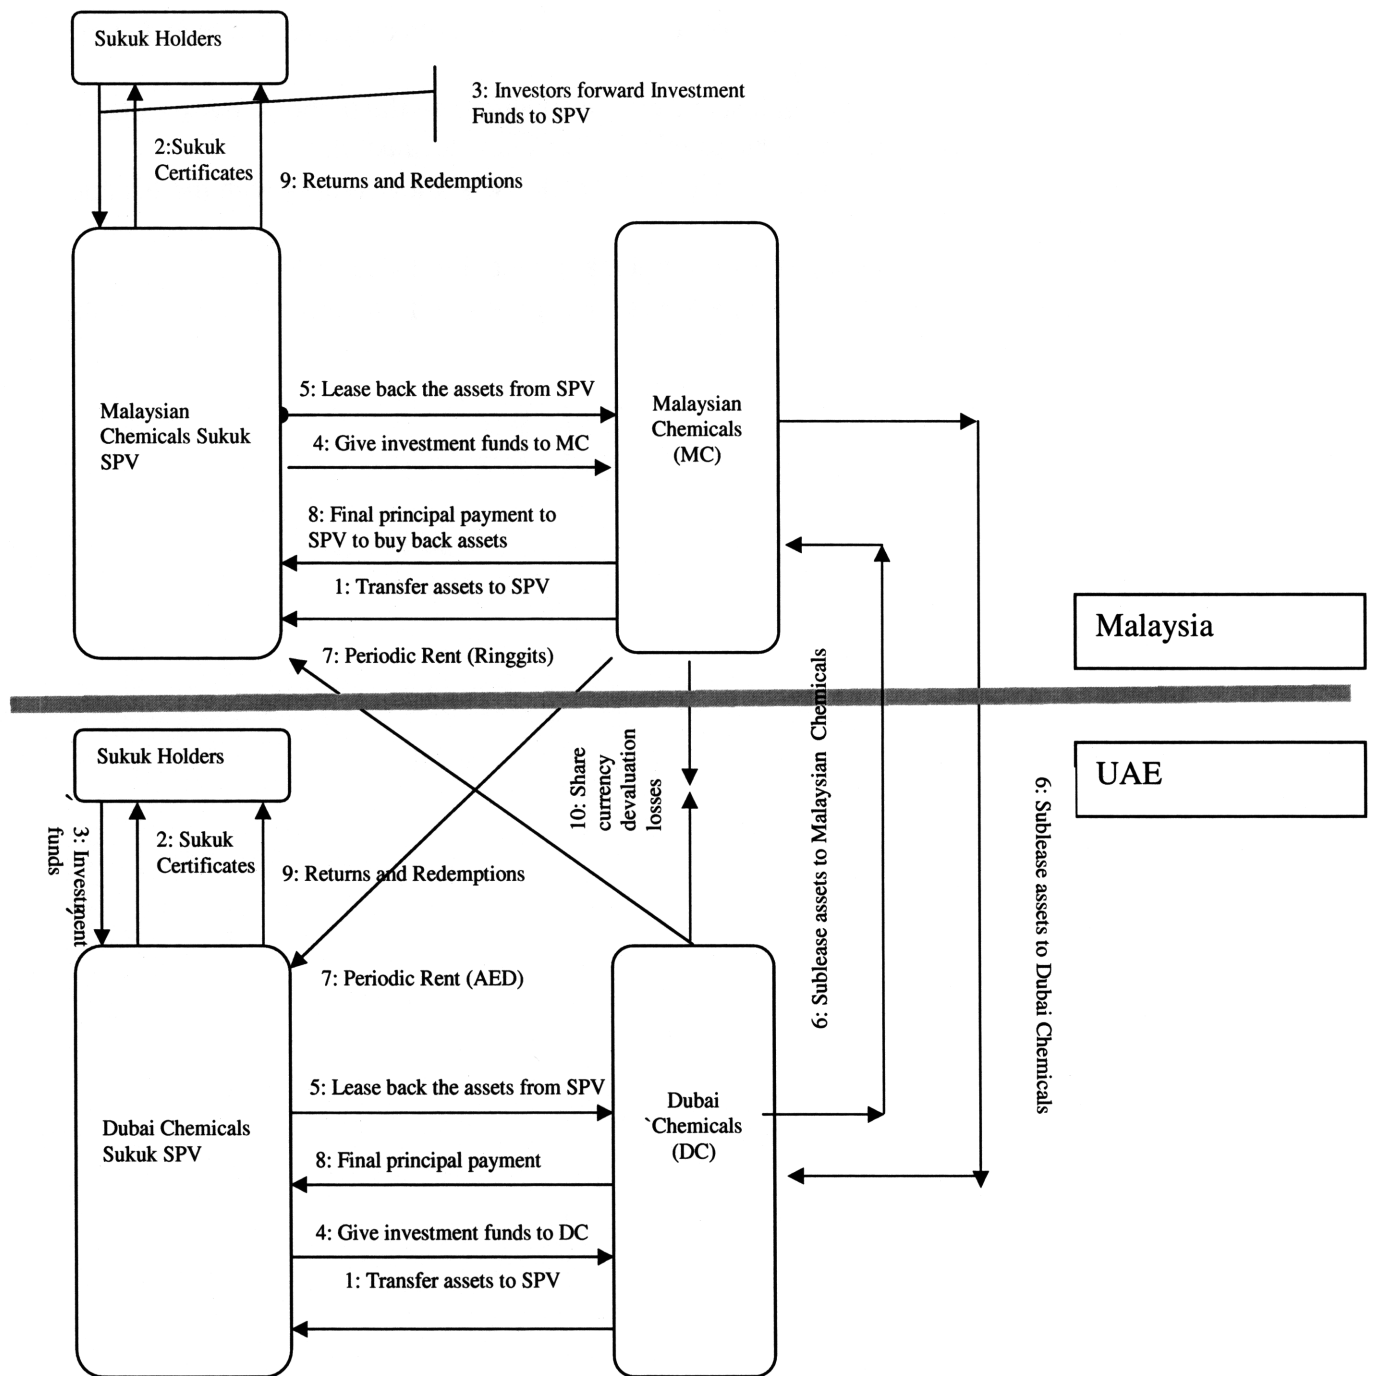 Sukuk Holders
3: Investors forward Investment
Funds to SPV
2:Sukuk
Certificates
9: Returns and Redemptions
Malaysian
Chemicals Sukuk
SPV
5: Lease back the assets from SPV
4: Give investment funds to MC
8: Final principal payment to
SPV to buy back assets
1: Transfer assets to SPV
Malaysian
Chemicals
(MC)
7: Periodic Rent (Ringgits)
Malaysia
UAE
Sukuk Holders
3: Investment
funds
2: Sukuk
Certificates
9: Returns and Redemptions
10: Share
currency
devaluation
losses
6: Sublease assets to Malaysian Chemicals
6: Sublease assets to Dubai Chemicals
7: Periodic Rent (AED)
Dubai Chemicals
Sukuk SPV
5: Lease back the assets from SPV
8: Final principal payment
4: Give investment funds to DC
1: Transfer assets to SPV
Dubai
`Chemicals
(DC)